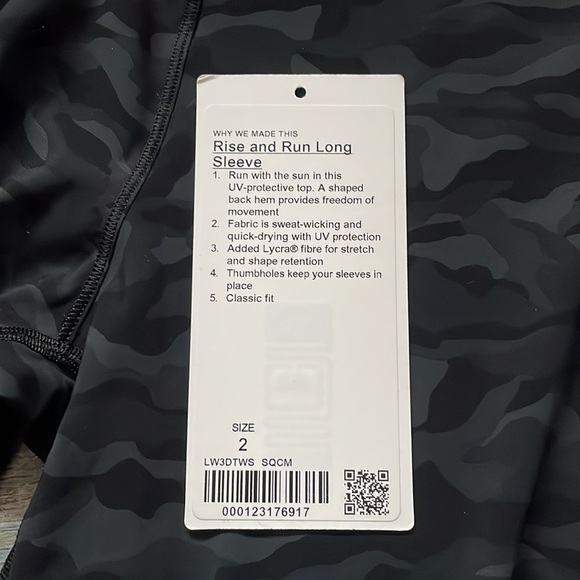 WHY WE MADE THIS
Rise and Run Long
Sleeve
1. Run with the sun in this
UV-protective top. A shaped
back hem provides freedom of
movement
2. Fabric is sweat-wicking and
quick-drying with UV protection
3. Added Lycra® fibre for stretch
and shape retention
4. Thumbholes keep your sleeves in
place
5. Classic fit
SIZE
2
LW3DTWS SQCM
000123176917